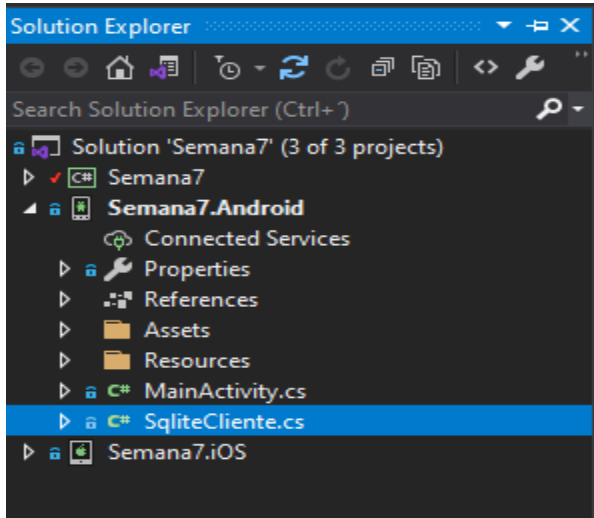 Solution Explorer
Search Solution Explorer (Ctrl+´)
Solution 'Semana7' (3 of 3 projects)
C# Semana7
Semana7.Android
Connected Services
Properties
References
Assets
Resources
C# MainActivity.cs
C# SqliteCliente.cs
Semana7.iOS